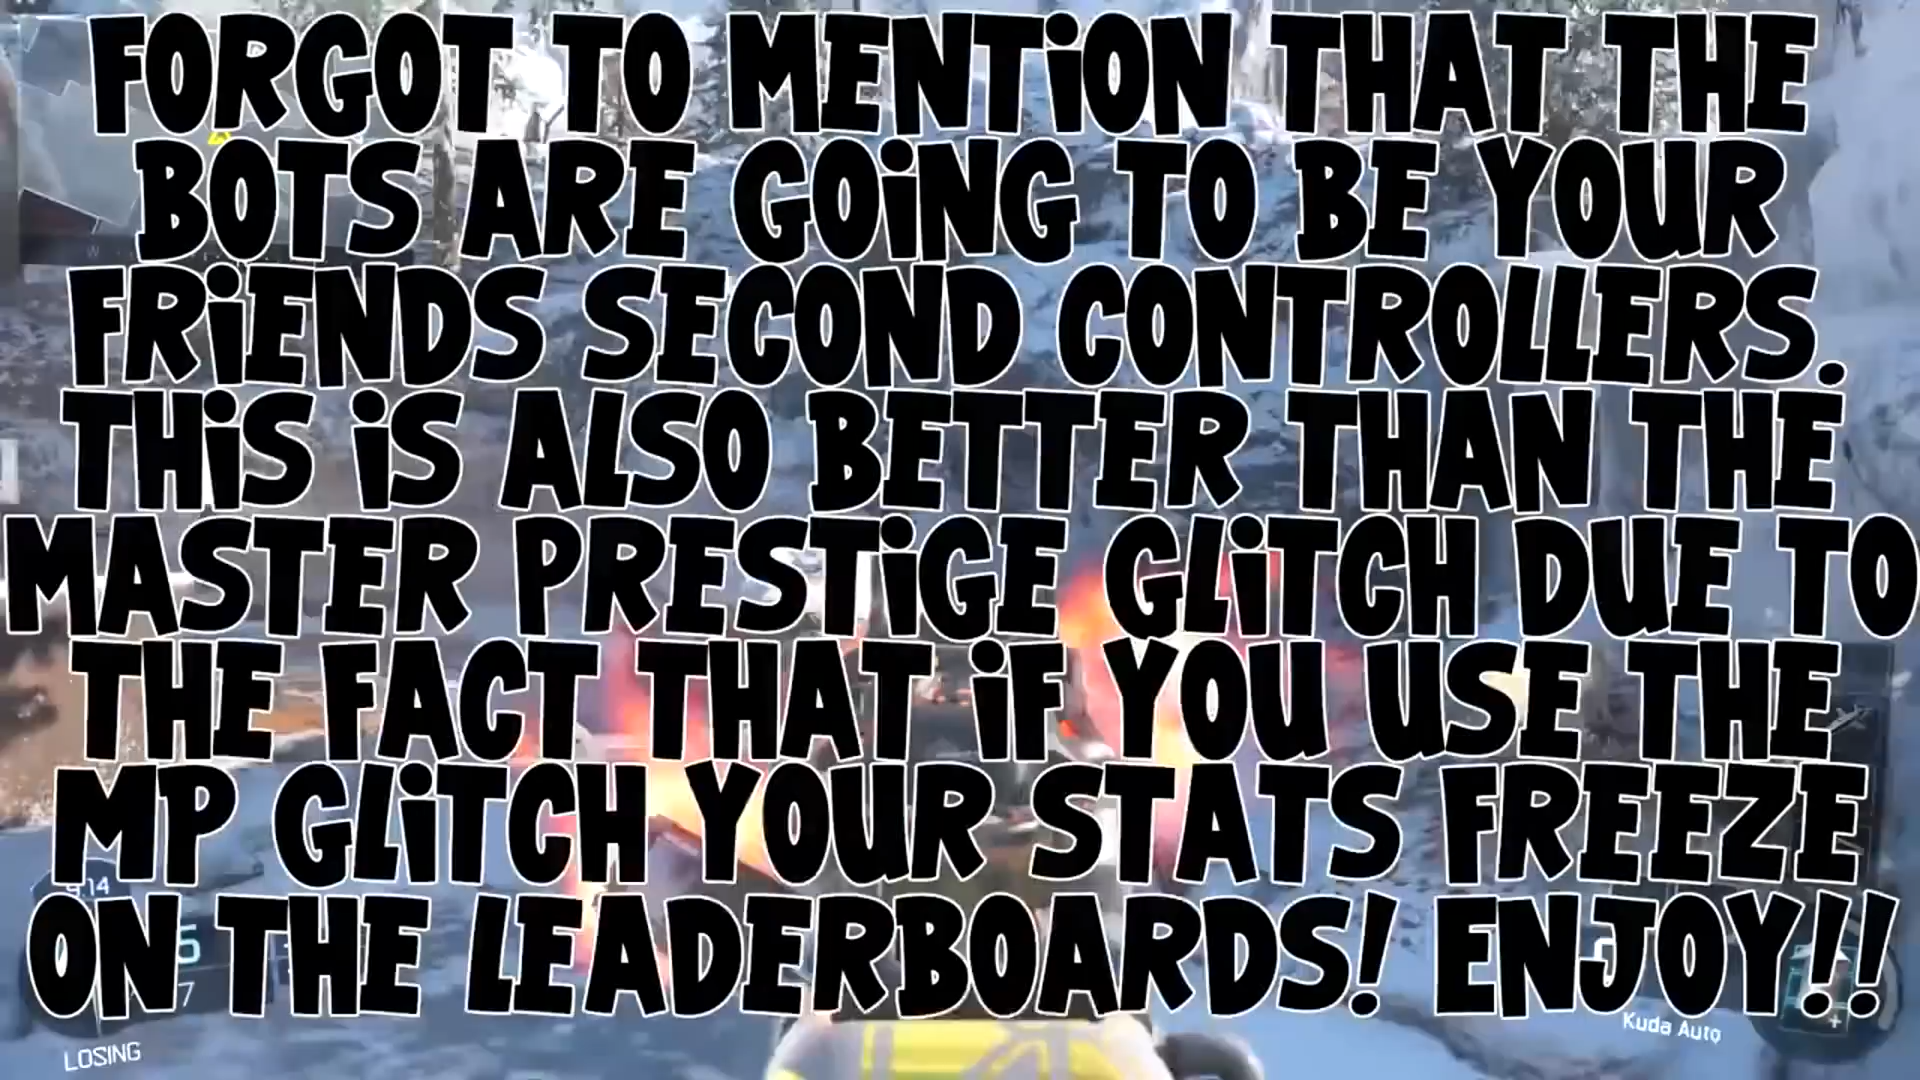 FORGOT TO MENTiON THAT THE
BOTS ARE GOiNG TO BE YOUR
FRiENDS SECOND CONTROLLERS.
THiS iS ALSO BETTER THAN THE
MASTER PRESTiGE GLiTCH DUE TO
THE FACT THAT iF YOU USE THE
MP GLiTCH YOUR STATS FREEZE
ON THE LEADERBOARDS! ENJOY!!
Kuda Auto
LOSING